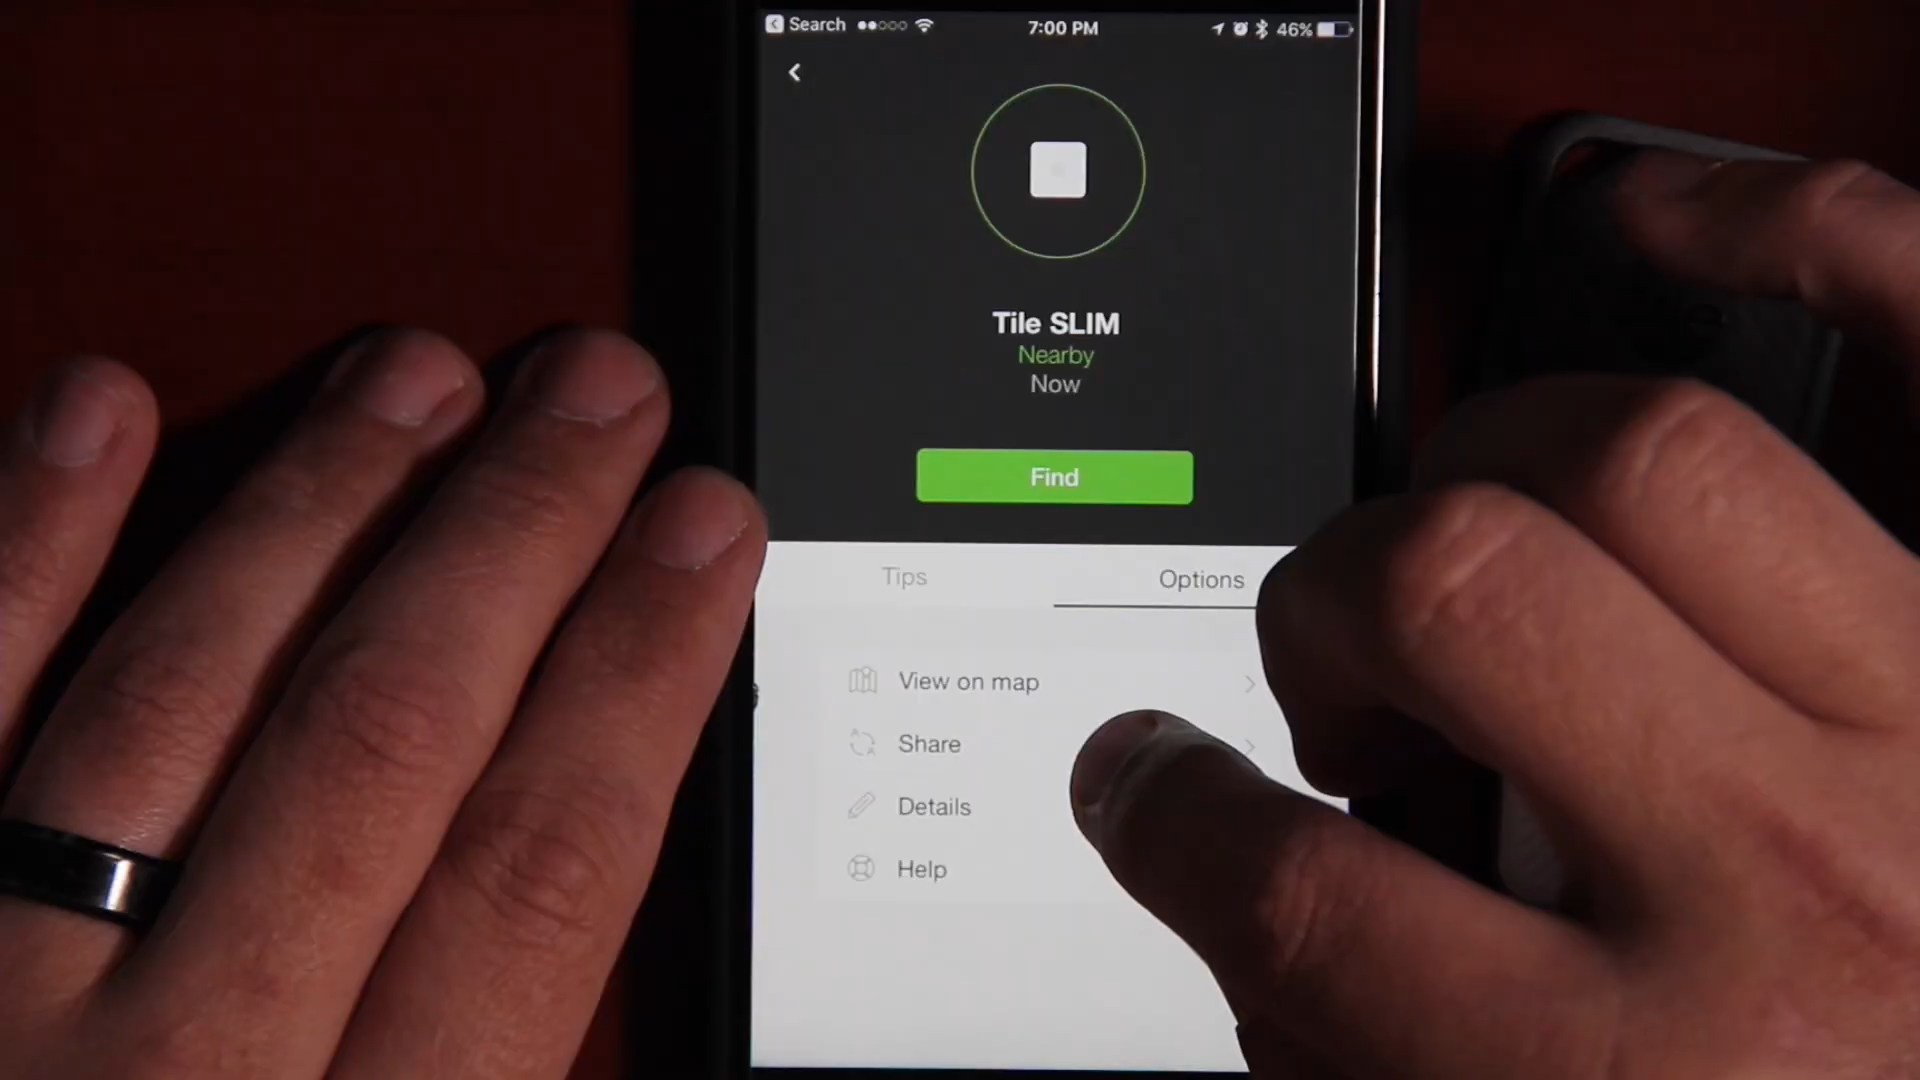 Search 7:00 PM 46%
Tile SLIM
Nearby
Now
Find
Tips Options
View on map
Share
Details
Help